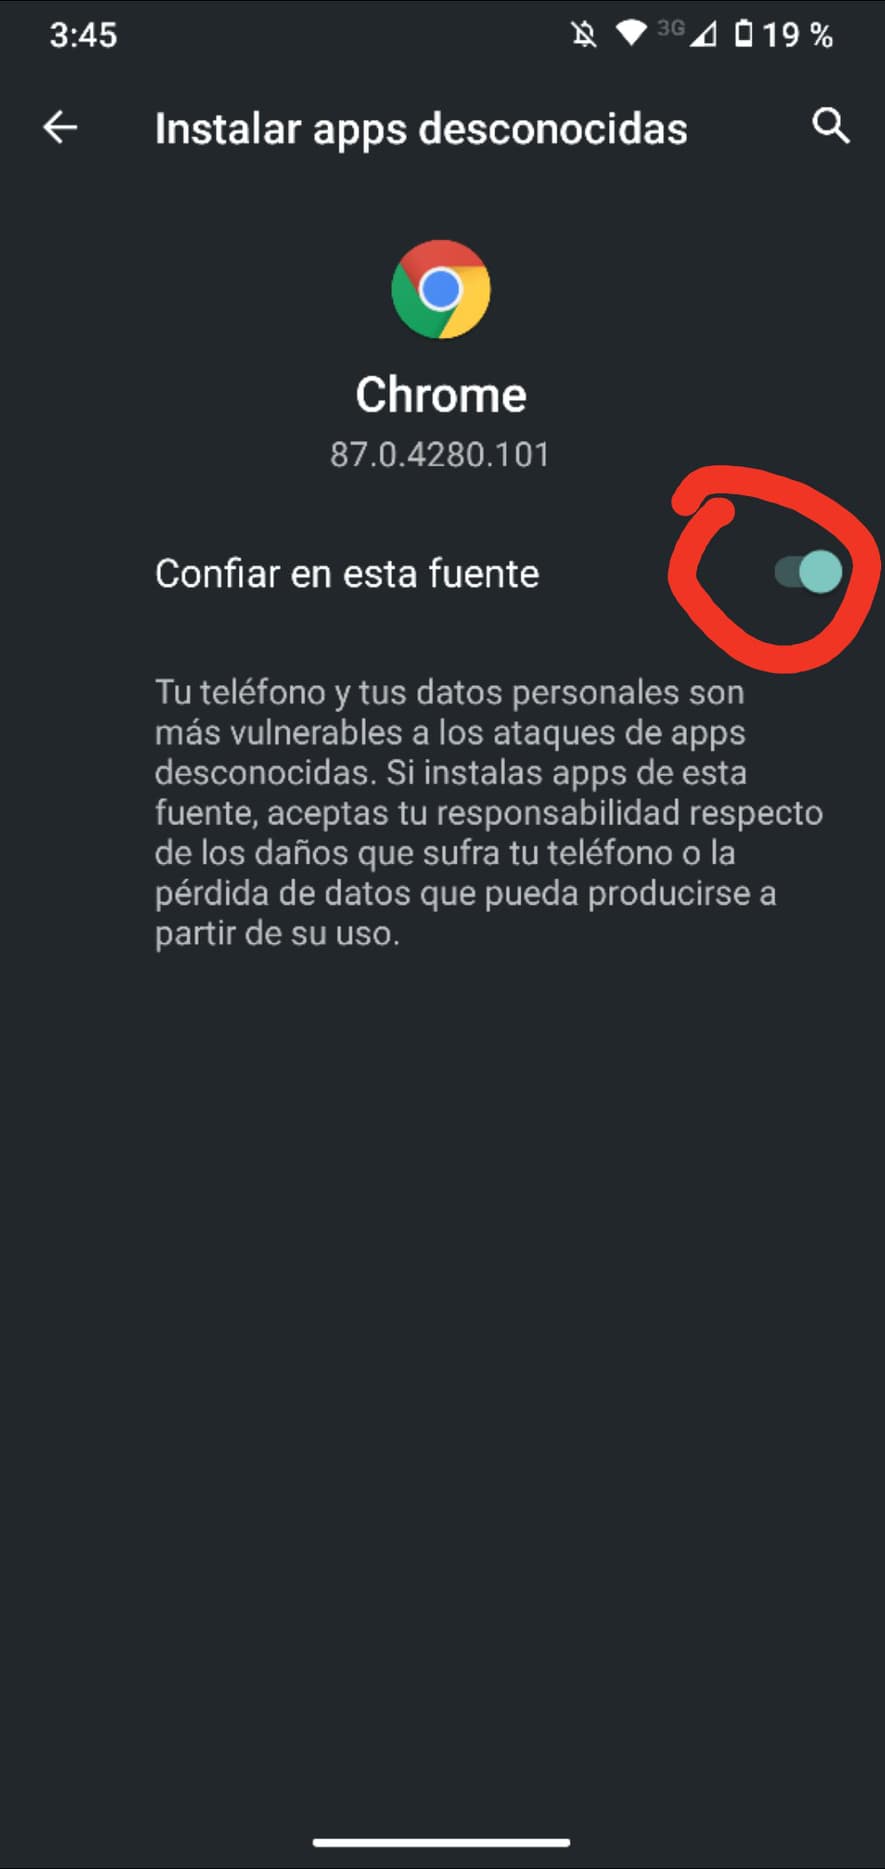 3:45 3G 19 %
Instalar apps desconocidas
Chrome
87.0.4280.101
Confiar en esta fuente
Tu teléfono y tus datos personales son
más vulnerables a los ataques de apps
desconocidas. Si instalas apps de esta
fuente, aceptas tu responsabilidad respecto
de los daños que sufra tu teléfono o la
pérdida de datos que pueda producirse a
partir de su uso.